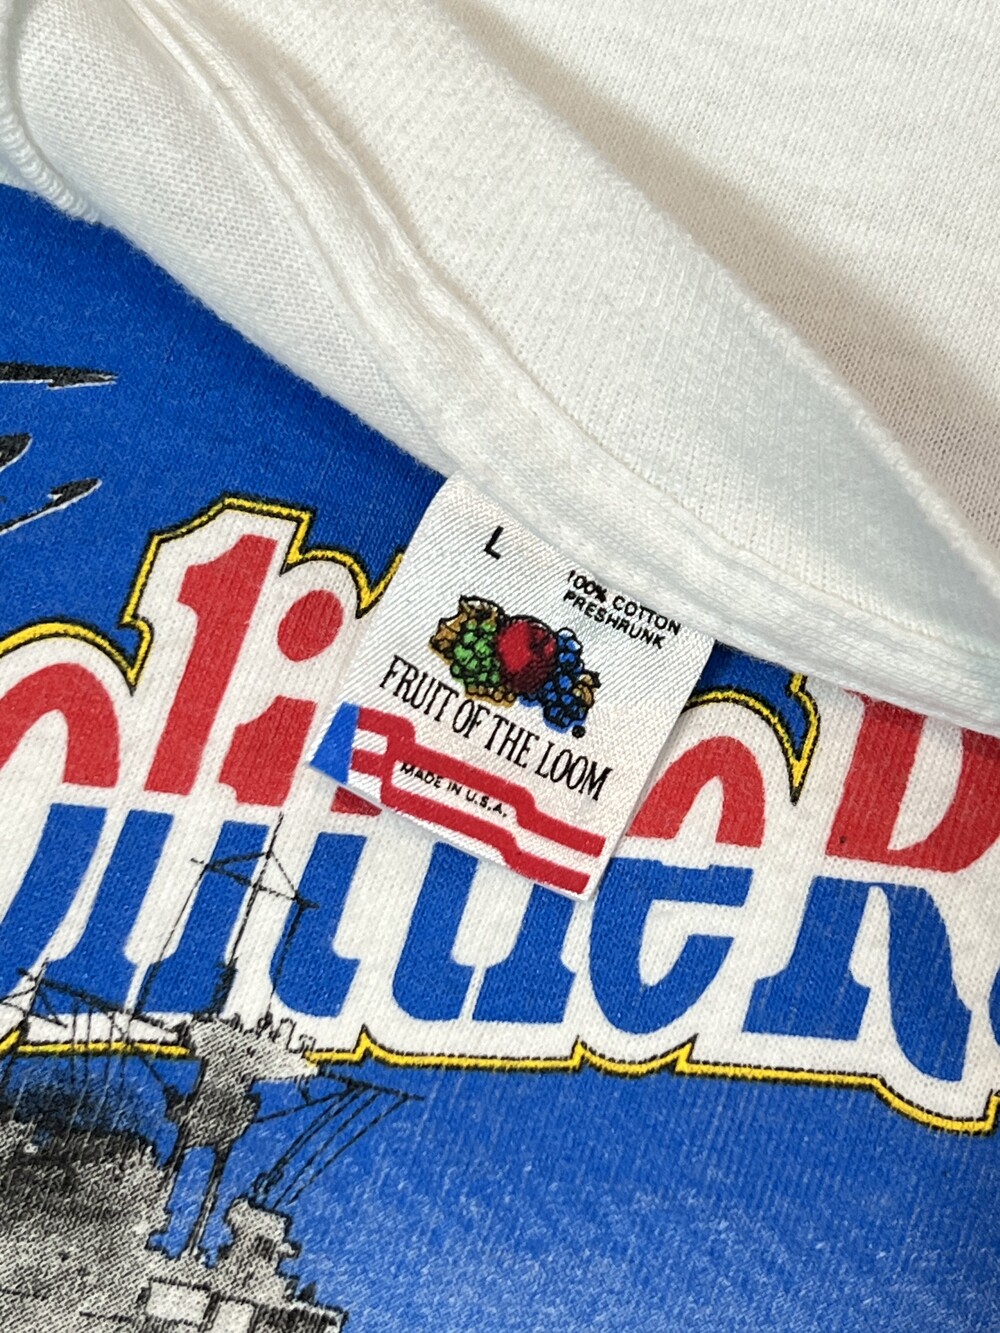 L
100% COTTON
PRESHRUNK
FRUIT OF THE LOOM
MADE IN U.S.A.